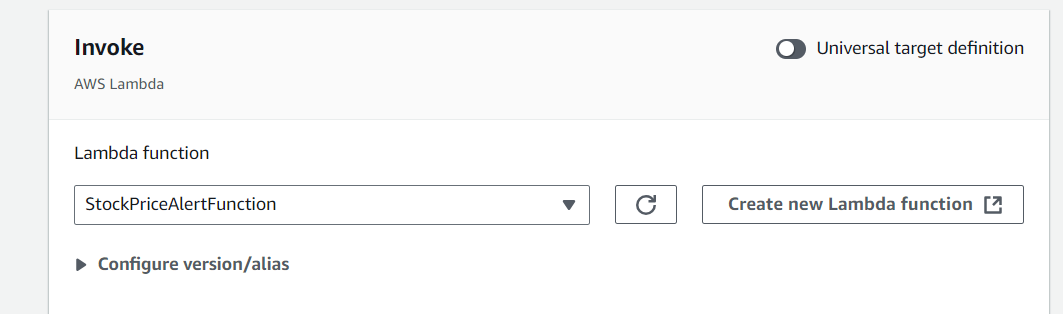 Invoke
Universal target definition
AWS Lambda
Lambda function
StockPriceAlertFunction
Create new Lambda function
Configure version/alias